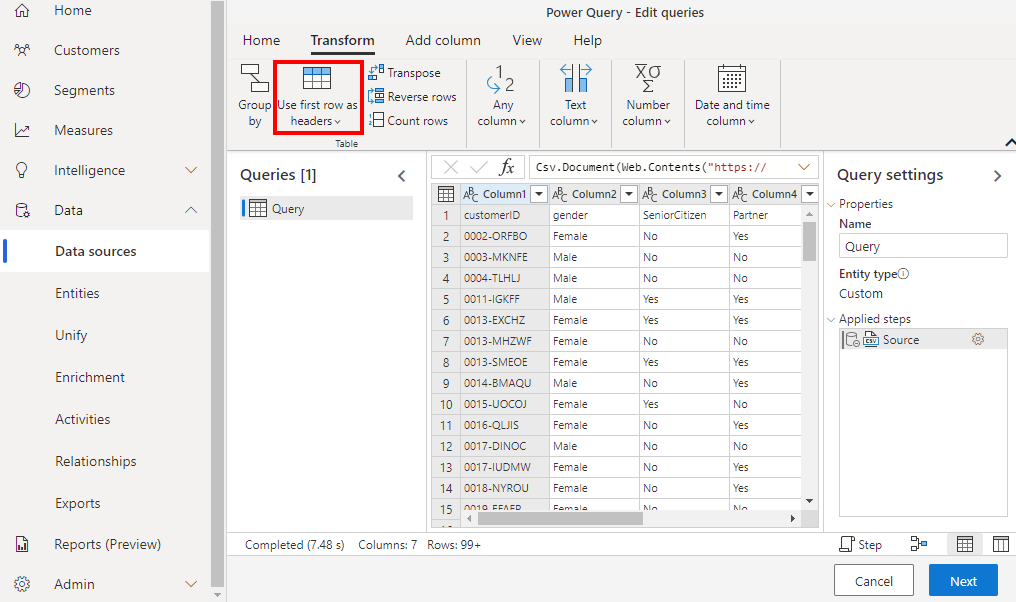 Home
Customers
Segments
Measures
Intelligence
Data
Data sources
Entities
Unify
Enrichment
Activities
Relationships
Exports
Reports (Preview)
Admin
Power Query - Edit queries
Home Transform Add column View Help
Group by
Use first row as headers
Transpose
Reverse rows
Count rows
Table
Any column
Text column
Number column
Date and time column
Queries [1]
Query
fx Csv.Document(Web.Contents("https://
Column1 Column2 Column3 Column4
1 customerID gender SeniorCitizen Partner
2 0002-ORFBO Female No Yes
3 0003-MKNFE Male No No
4 0004-TLHLJ Male No No
5 0011-IGKFF Male Yes Yes
6 0013-EXCHZ Female Yes Yes
7 0013-MHZWF Female No No
8 0013-SMEOE Female Yes Yes
9 0014-BMAQU Male No Yes
10 0015-UOCOJ Female Yes No
11 0016-QLJIS Female No Yes
12 0017-DINOC Male No No
13 0017-IUDMW Female No Yes
14 0018-NYROU Female No Yes
15 Female No No
Query settings
Properties
Name
Query
Entity type
Custom
Applied steps
Source
Completed (7.48 s) Columns: 7 Rows: 99+
Step
Cancel Next